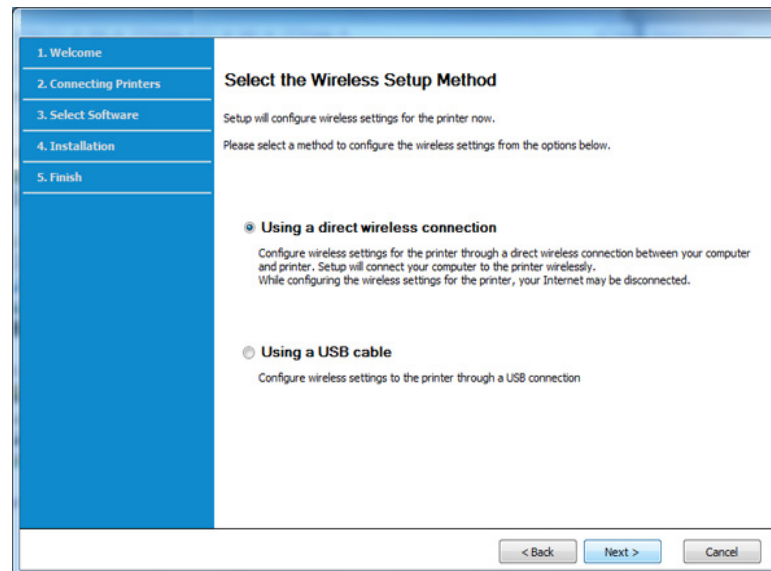 1. Welcome
2. Connecting Printers
3. Select Software
4. Installation
5. Finish
Select the Wireless Setup Method
Setup will configure wireless settings for the printer now.
Please select a method to configure the wireless settings from the options below.
Using a direct wireless connection
Configure wireless settings for the printer through a direct wireless connection between your computer
and printer. Setup will connect your computer to the printer wirelessly.
While configuring the wireless settings for the printer, your Internet may be disconnected.
Using a USB cable
Configure wireless settings to the printer through a USB connection
< Back Next > Cancel